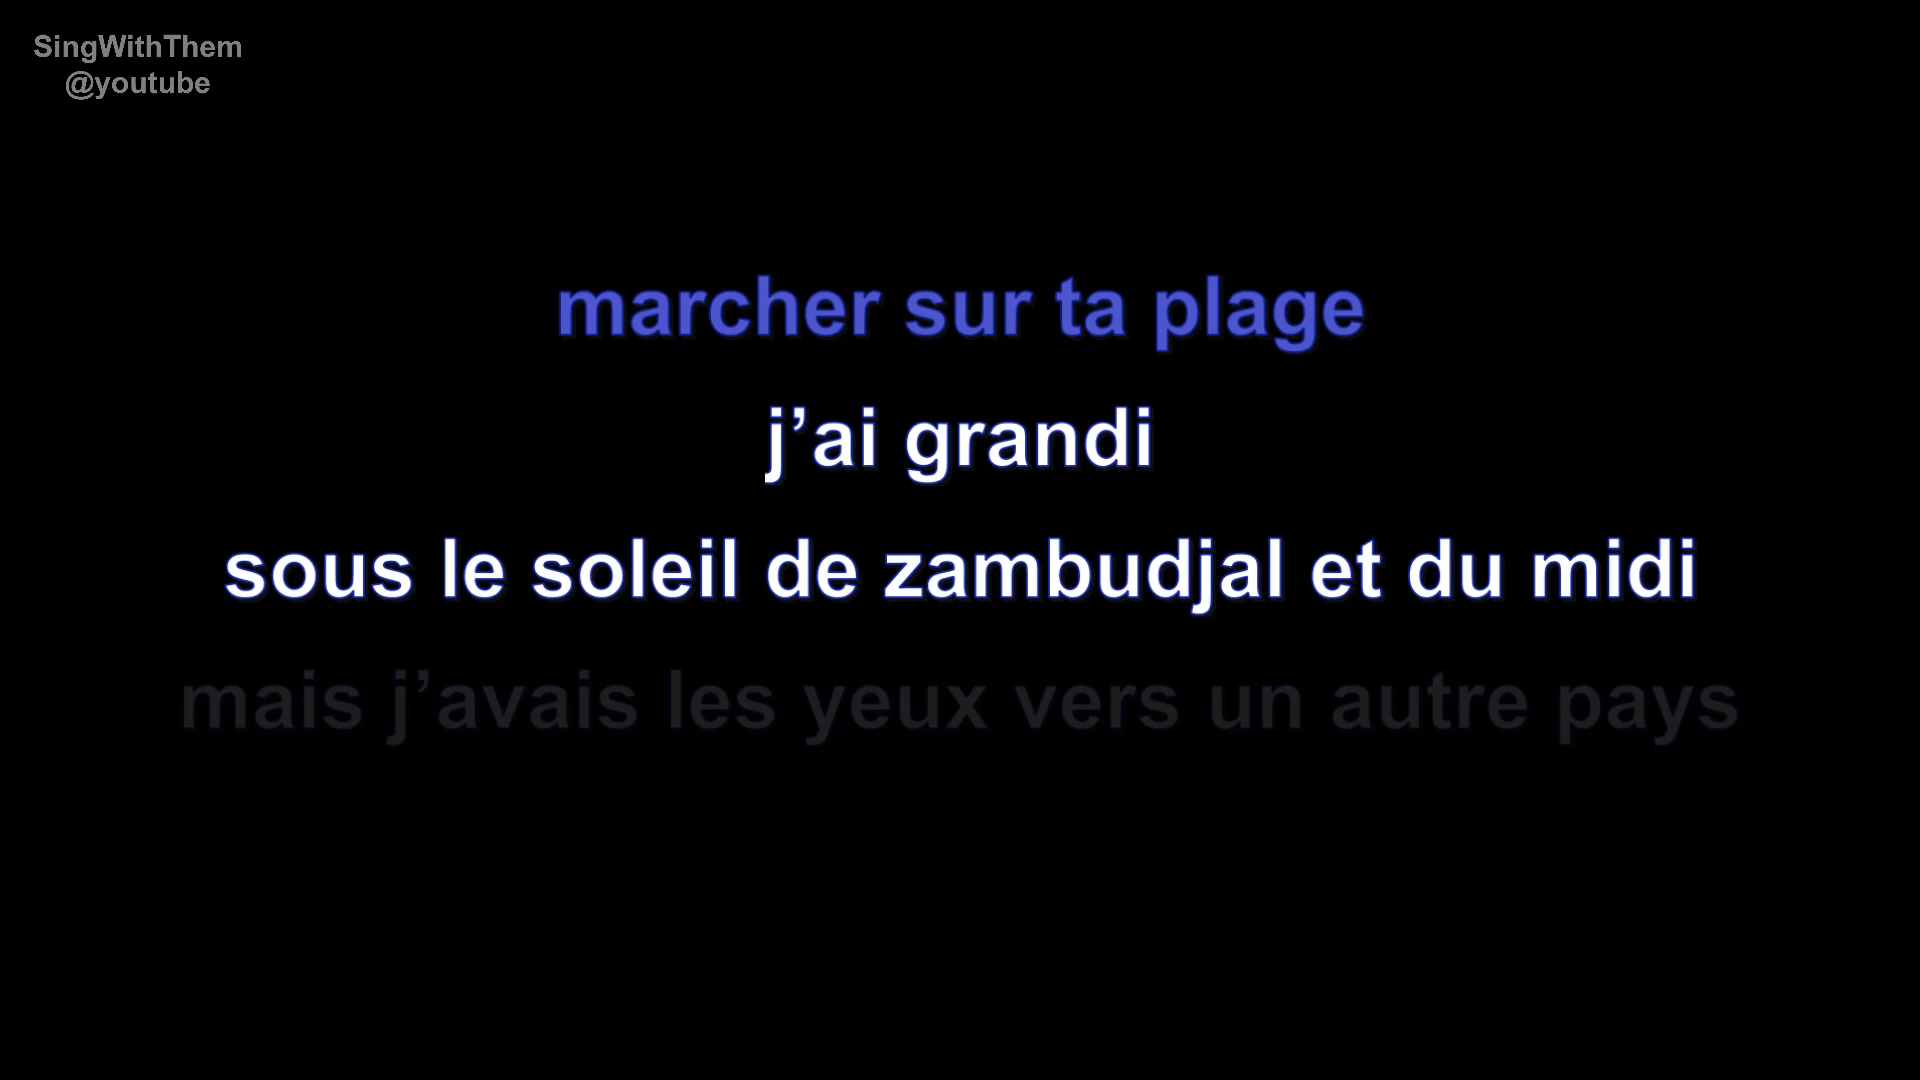 SingWithThem
@youtube
marcher sur ta plage
j’ai grandi
sous le soleil de zambudjal et du midi
mais j’avais les yeux vers un autre pays